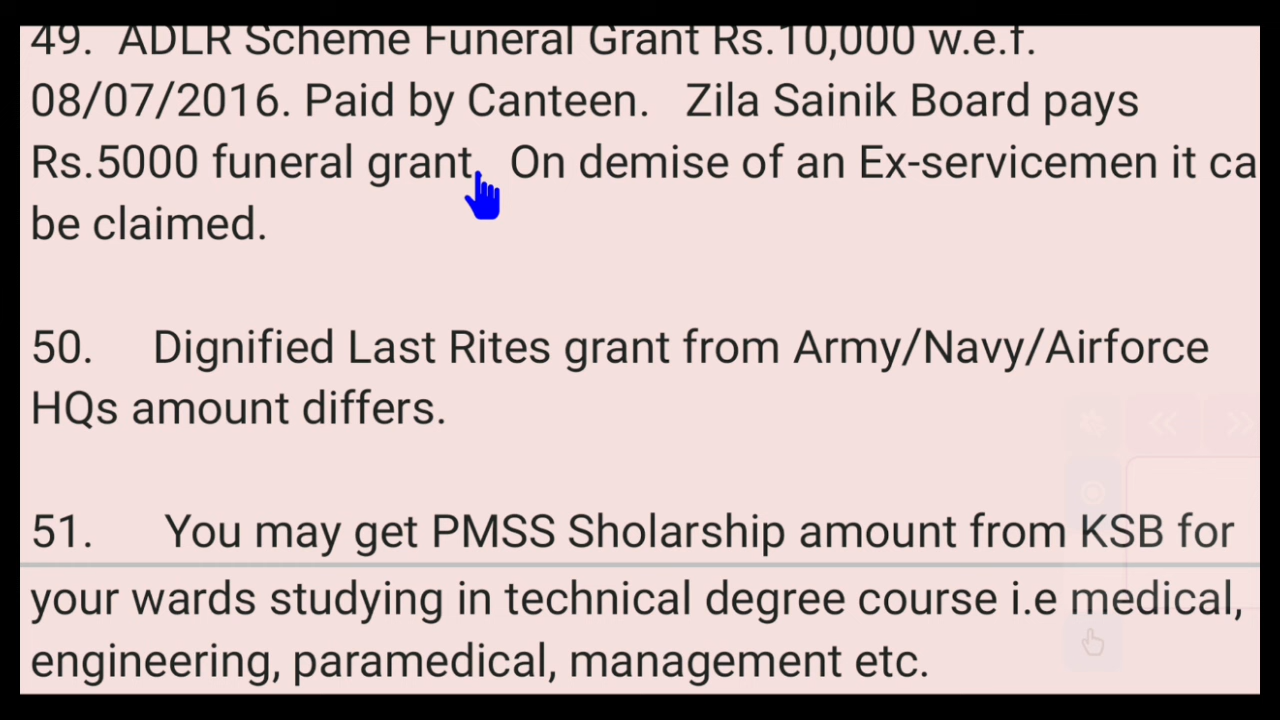 49. ADLR Scheme Funeral Grant Rs.10,000 w.e.f.
08/07/2016. Paid by Canteen. Zila Sainik Board pays
Rs.5000 funeral grant. On demise of an Ex-servicemen it ca
be claimed.
50. Dignified Last Rites grant from Army/Navy/Airforce
HQs amount differs.
51. You may get PMSS Sholarship amount from KSB for
your wards studying in technical degree course i.e medical,
engineering, paramedical, management etc.